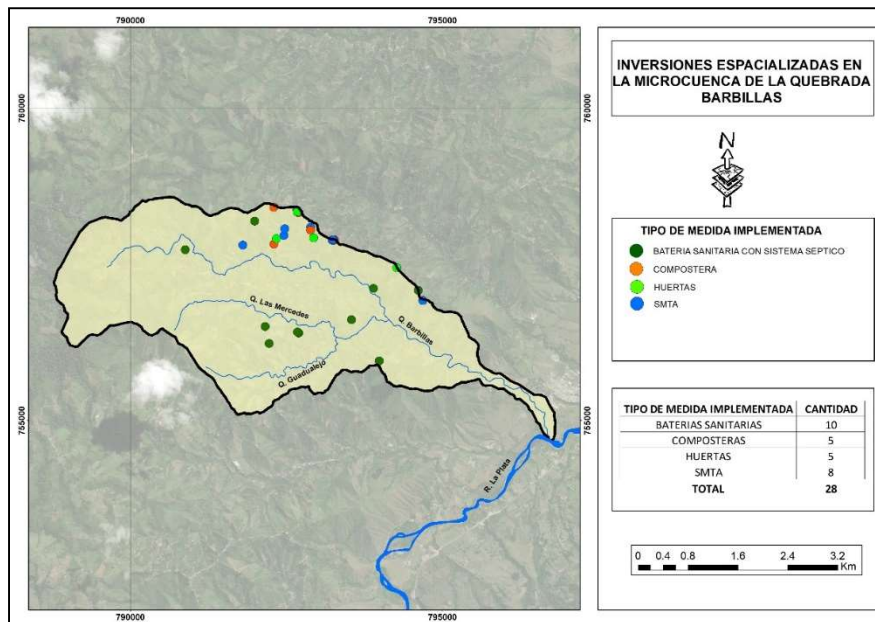 790000
795000
760000
760000
755000
755000
790000
795000
Q. Las Mercedes
Q. Barbillas
Q. Guadualejo
R. La Plata
INVERSIONES ESPACIALIZADAS EN
LA MICROCUENCA DE LA QUEBRADA
BARBILLAS
N
TIPO DE MEDIDA IMPLEMENTADA
BATERIA SANITARIA CON SISTEMA SEPTICO
COMPOSTERA
HUERTAS
SMTA
TIPO DE MEDIDA IMPLEMENTADA CANTIDAD
BATERIAS SANITARIAS 10
COMPOSTERAS 5
HUERTAS 5
SMTA 8
TOTAL 28
0 0.4 0.8 1.6 2.4 3.2
Km